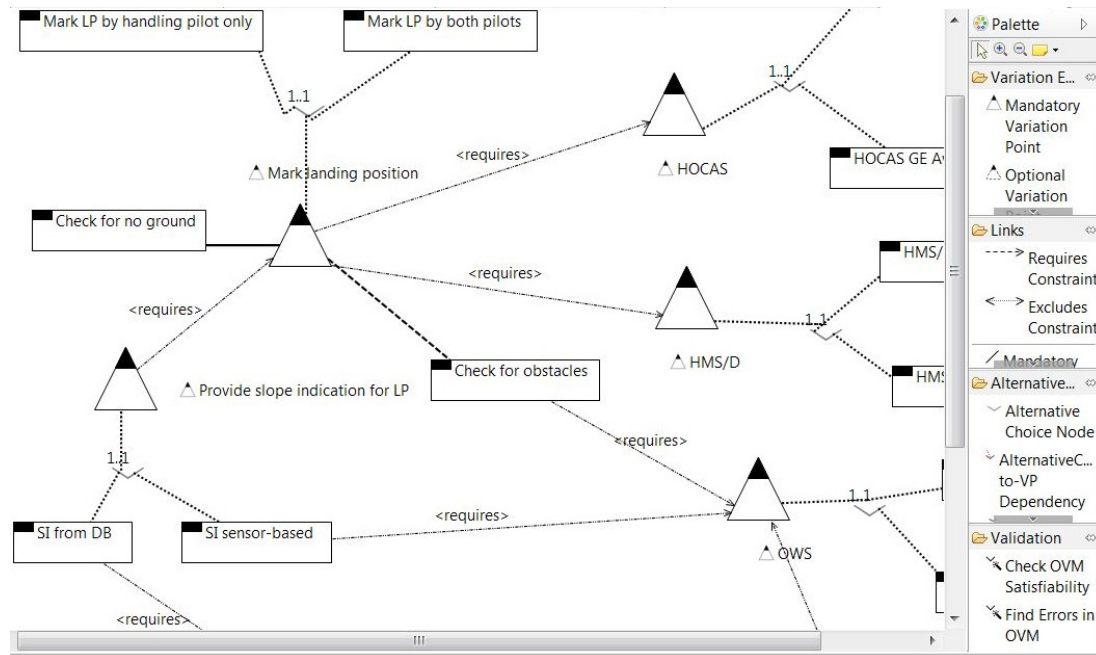 Mark LP by handling pilot only
Mark LP by both pilots
1..1
1..1
<requires>
Mark landing position
HOCAS
HOCAS GE A
Check for no ground
<requires>
HMS/
<requires>
1..1
HMS/D
Check for obstacles
HMS
Provide slope indication for LP
<requires>
1..1
1..1
SI from DB
SI sensor-based
<requires>
OWS
<requires>
Palette
Variation E...
Mandatory
Variation
Point
Optional
Variation
Links
Requires
Constraint
Excludes
Constraint
Mandatory
Alternative...
Alternative
Choice Node
AlternativeC...
to-VP
Dependency
Validation
Check OVM
Satisfiability
Find Errors in
OVM